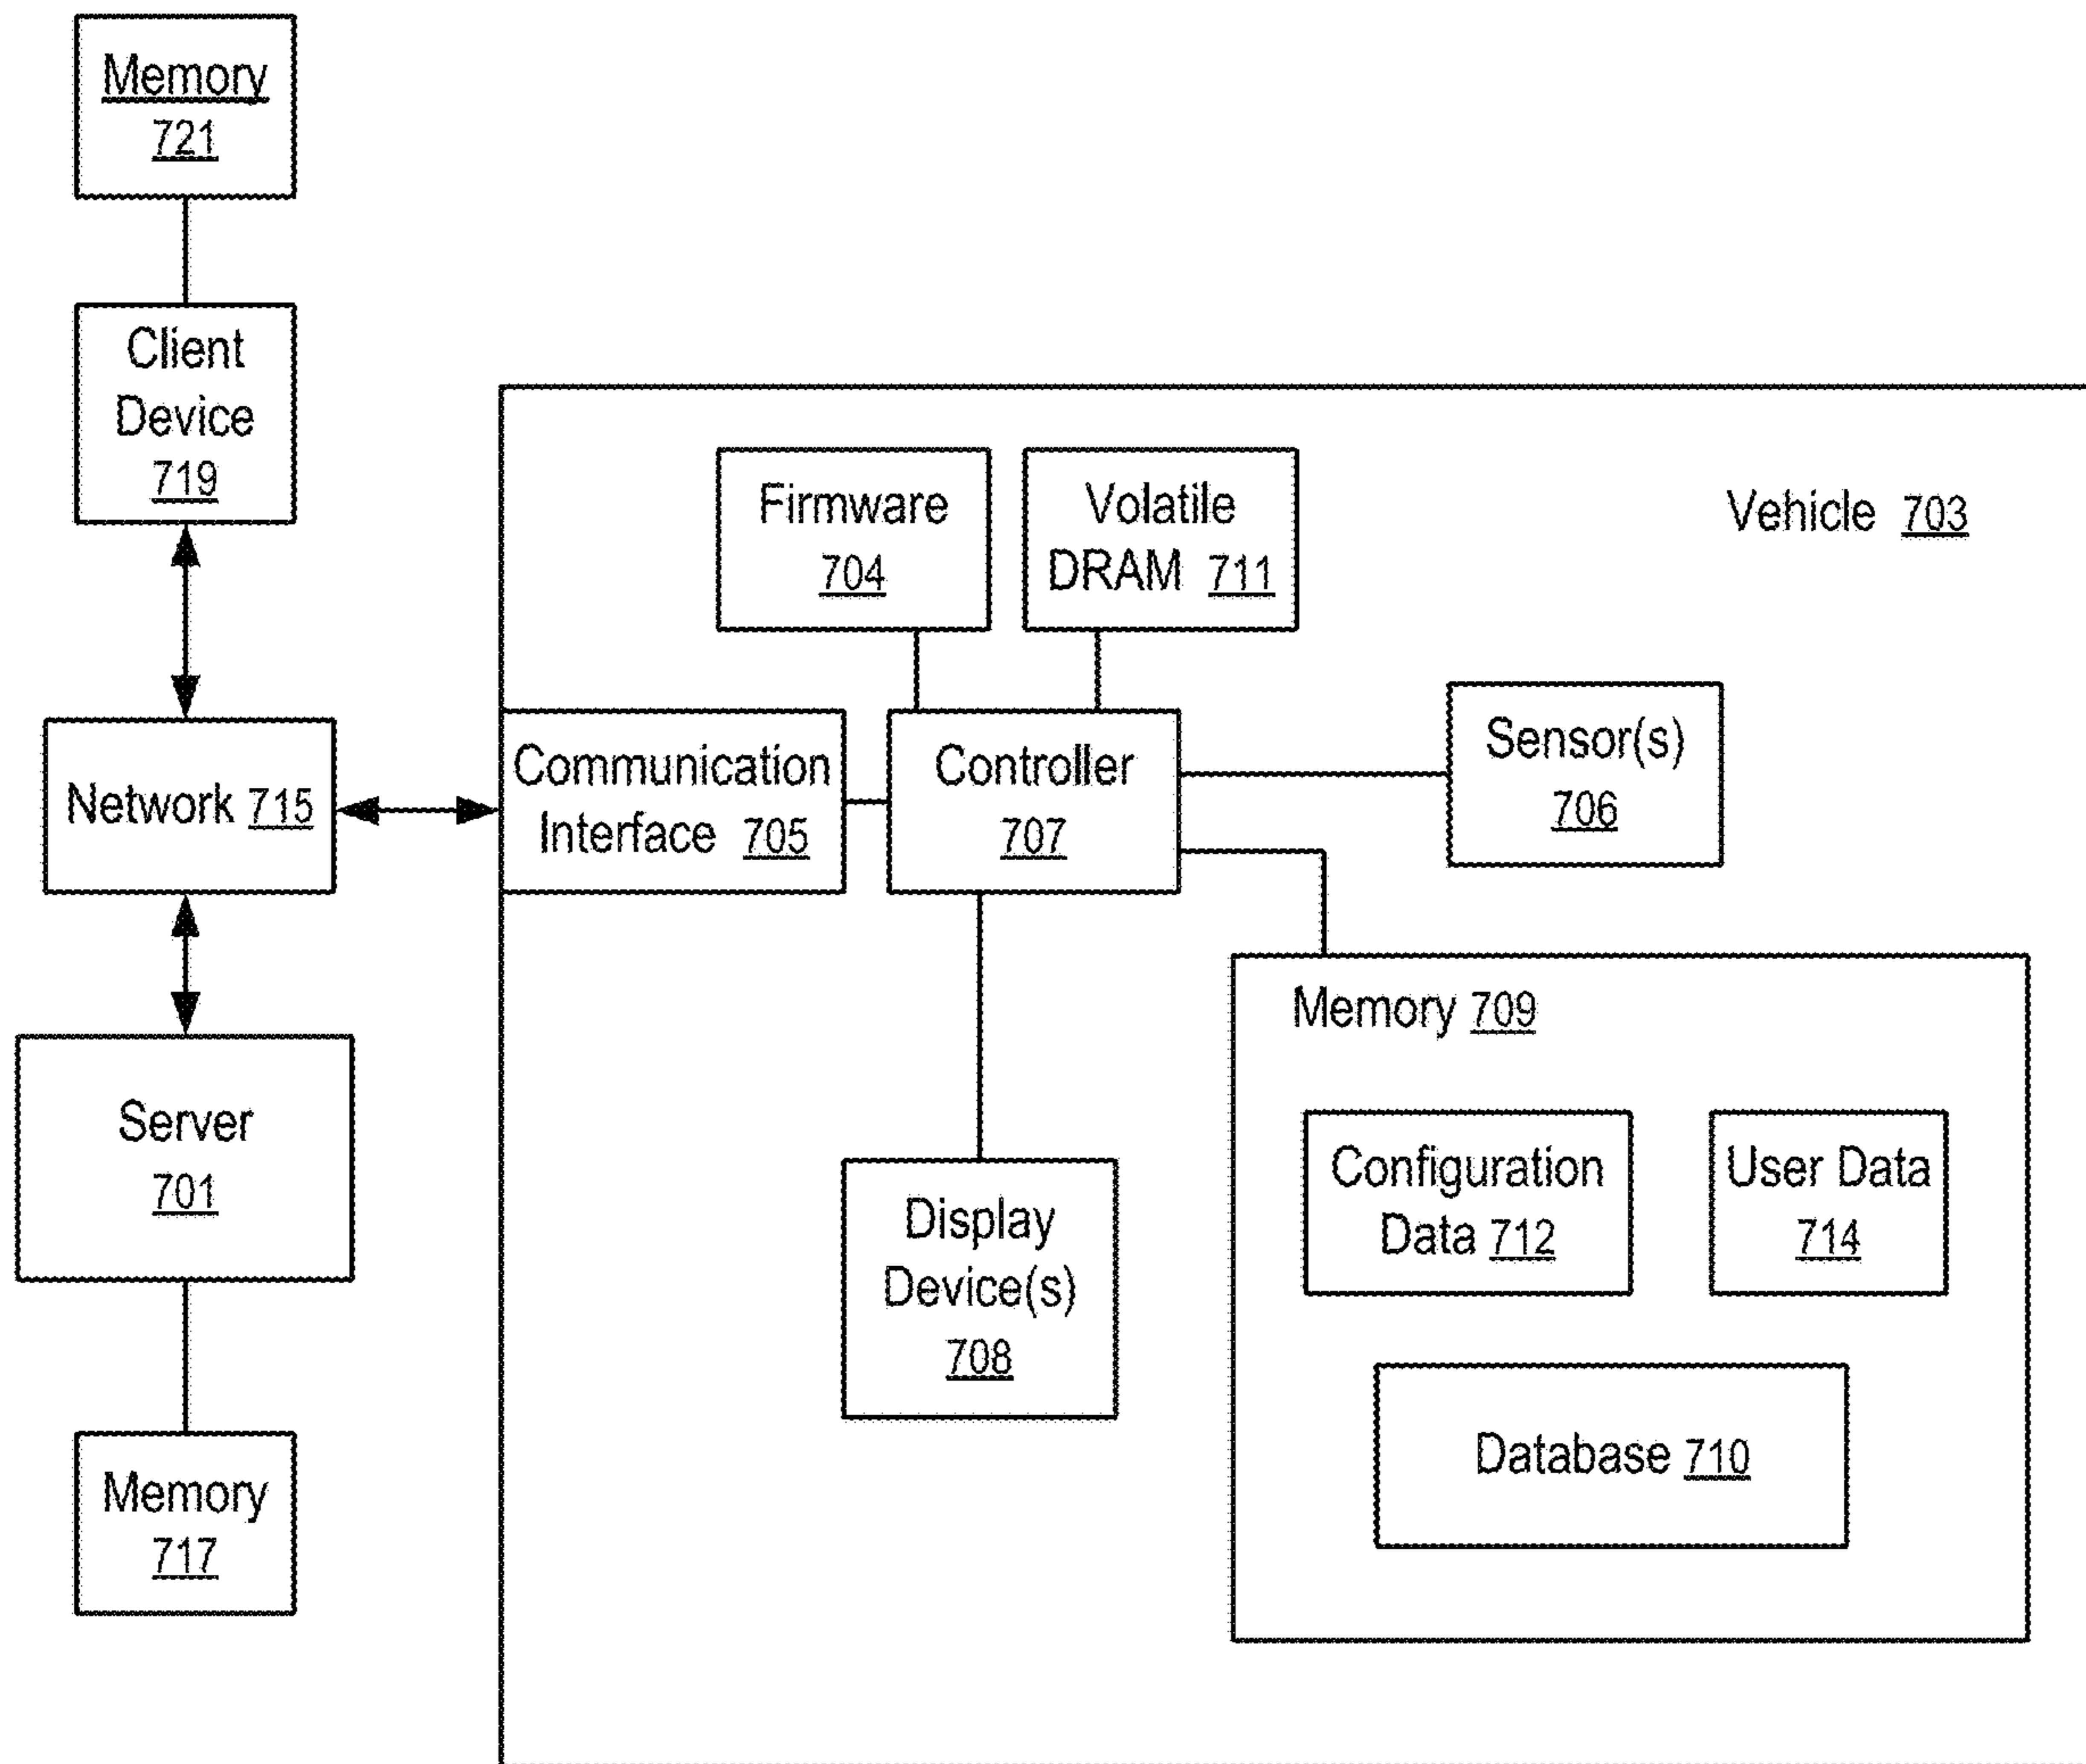 Memory
721
Client
Device
719
Network 715
Server
701
Memory
717
Vehicle 703
Firmware
704
Volatile
DRAM 711
Communication
Interface 705
Controller
707
Sensor(s)
706
Display
Device(s)
708
Memory 709
Configuration
Data 712
User Data
714
Database 710